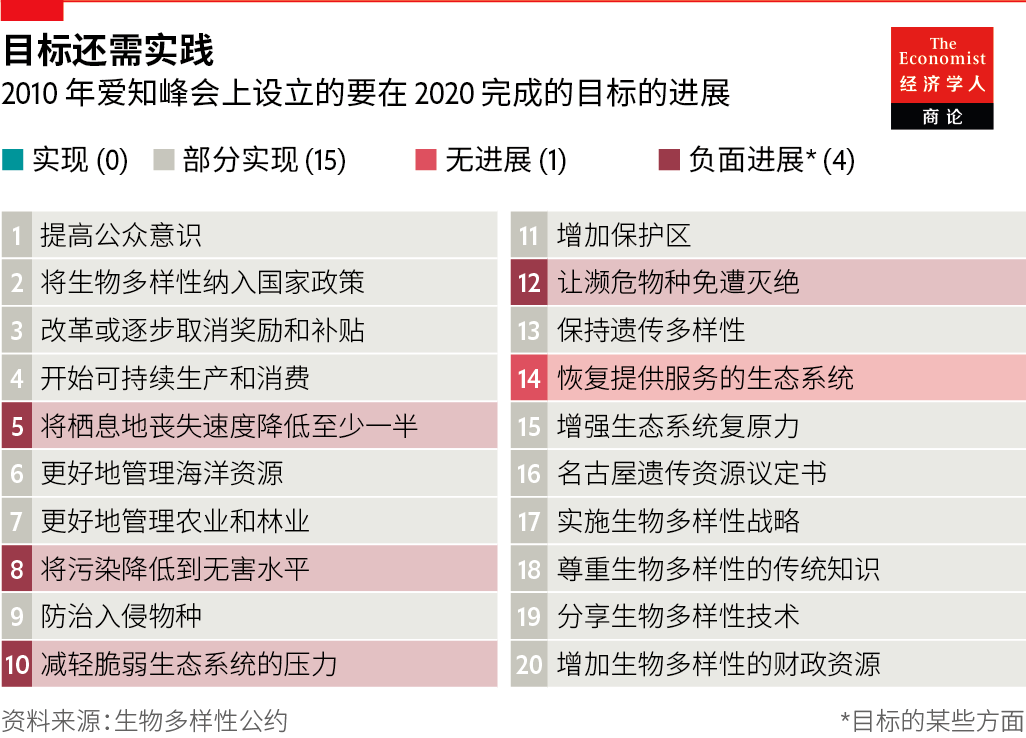 目标还需实践
The
Economist
经济学人
商论
2010 年爱知峰会上设立的要在 2020 完成的目标的进展
实现 (0) 部分实现 (15) 无进展 (1) 负面进展* (4)
1 提高公众意识
2 将生物多样性纳入国家政策
3 改革或逐步取消奖励和补贴
4 开始可持续生产和消费
5 将栖息地丧失速度降低至少一半
6 更好地管理海洋资源
7 更好地管理农业和林业
8 将污染降低到无害水平
9 防治入侵物种
10 减轻脆弱生态系统的压力
11 增加保护区
12 让濒危物种免遭灭绝
13 保持遗传多样性
14 恢复提供服务的生态系统
15 增强生态系统复原力
16 名古屋遗传资源议定书
17 实施生物多样性战略
18 尊重生物多样性的传统知识
19 分享生物多样性技术
20 增加生物多样性的财政资源
资料来源：生物多样性公约
*目标的某些方面